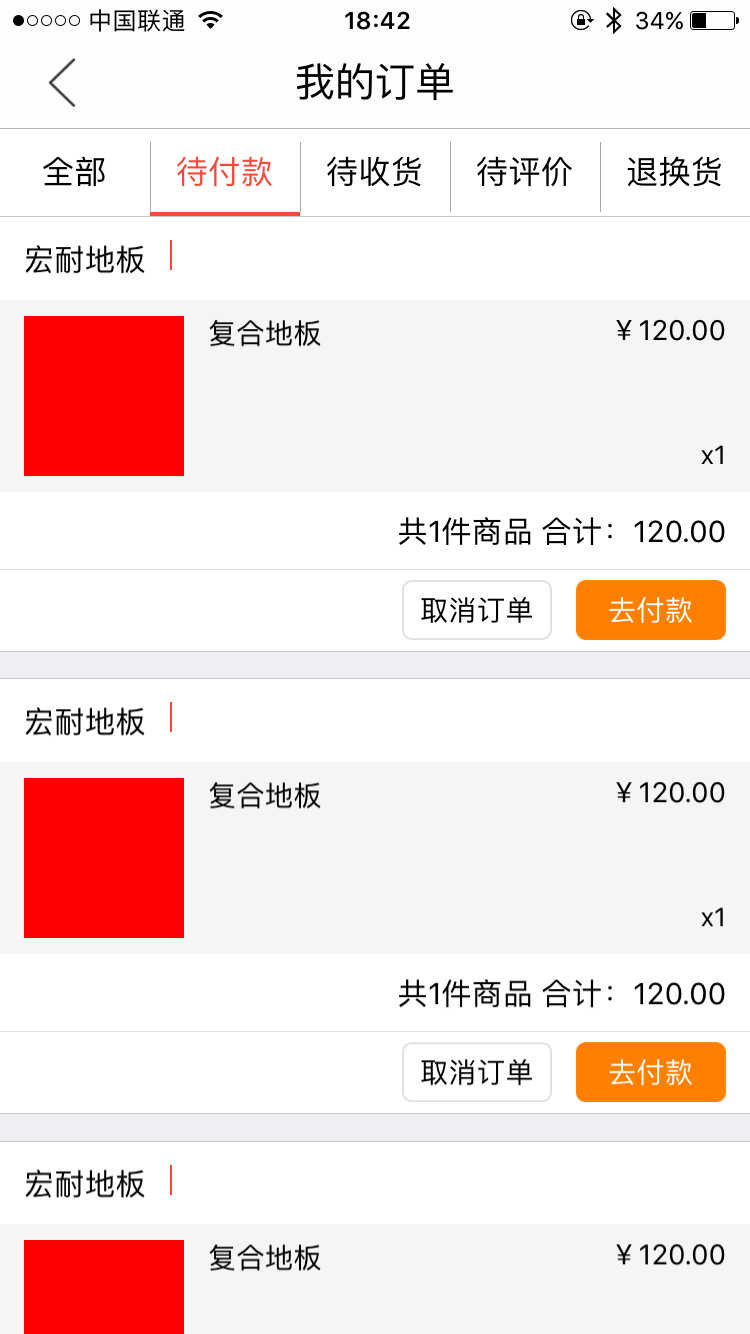 中国联通 18:42 34%
我的订单
全部 待付款 待收货 待评价 退换货
宏耐地板
复合地板 ￥120.00
x1
共1件商品 合计：120.00
取消订单 去付款
宏耐地板
复合地板 ￥120.00
x1
共1件商品 合计：120.00
取消订单 去付款
宏耐地板
复合地板 ￥120.00